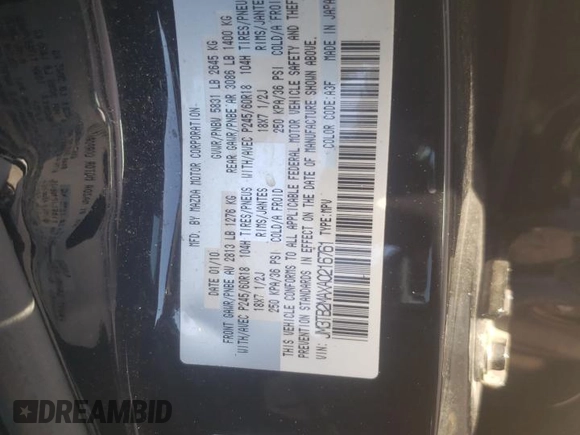 MFD. BY MAZDA MOTOR CORPORATION
DATE 01/10 GVWR/PNBV 5831 LB 2645 KG
FRONT GAWR/PNBE AV 2813 LB 1276 KG REAR GAWR/PNBE AR 3086 LB 1400 KG
WITH/AVEC P245/60R18 104H TIRES/PNEUS WITH/AVEC P245/60R18 104H TIRES/PNEU
18X7 1/2J RIMS/JANTES 18X7 1/2J RIMS/JANTES
250 KPA/36 PSI COLD/A FROID 250 KPA/36 PSI COLD/A FROID
THIS VEHICLE CONFORMS TO ALL APPLICABLE FEDERAL MOTOR VEHICLE SAFETY AND THEFT
PREVENTION STANDARDS IN EFFECT ON THE DATE OF MANUFACTURE SHOWN ABOVE.
VIN: JM3TB2MAXA0216761 TYPE:MPV COLOR CODE:A3F MADE IN JAPA
DREAMBID